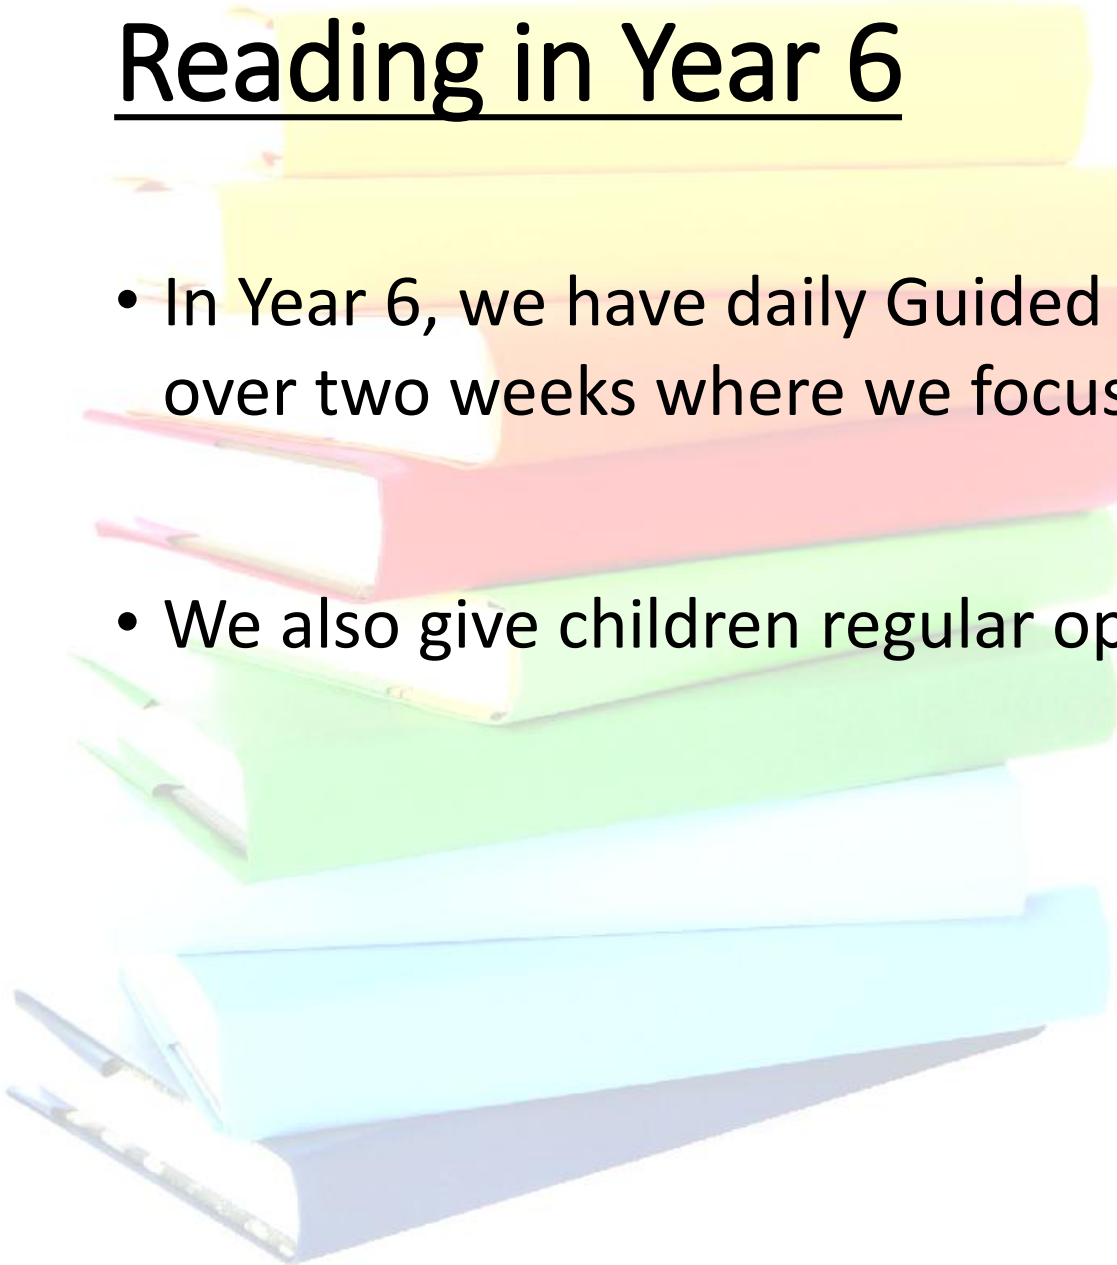 Reading in Year 6
• In Year 6, we have daily Guided
over two weeks where we focus
• We also give children regular op